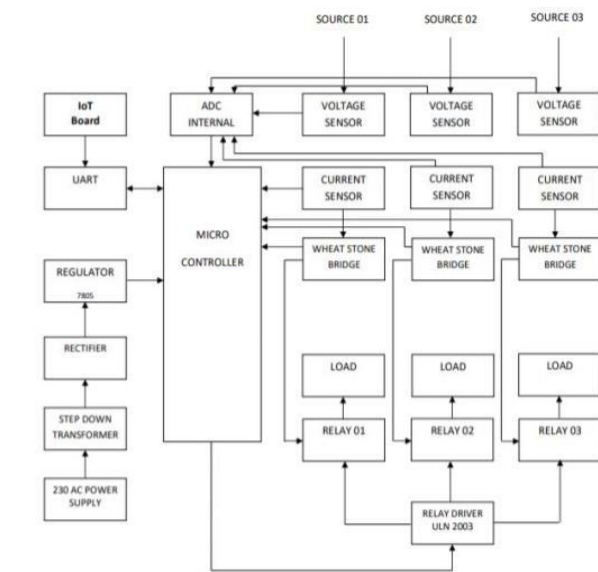 SOURCE 01
SOURCE 02
SOURCE 03
IoT
Board
ADC
INTERNAL
VOLTAGE
SENSOR
VOLTAGE
SENSOR
VOLTAGE
SENSOR
UART
CURRENT
SENSOR
CURRENT
SENSOR
CURRENT
SENSOR
MICRO
CONTROLLER
WHEAT STONE
BRIDGE
WHEAT STONE
BRIDGE
WHEAT STONE
BRIDGE
REGULATOR
7805
RECTIFIER
LOAD
LOAD
LOAD
STEP DOWN
TRANSFORMER
RELAY 01
RELAY 02
RELAY 03
230 AC POWER
SUPPLY
RELAY DRIVER
ULN 2003